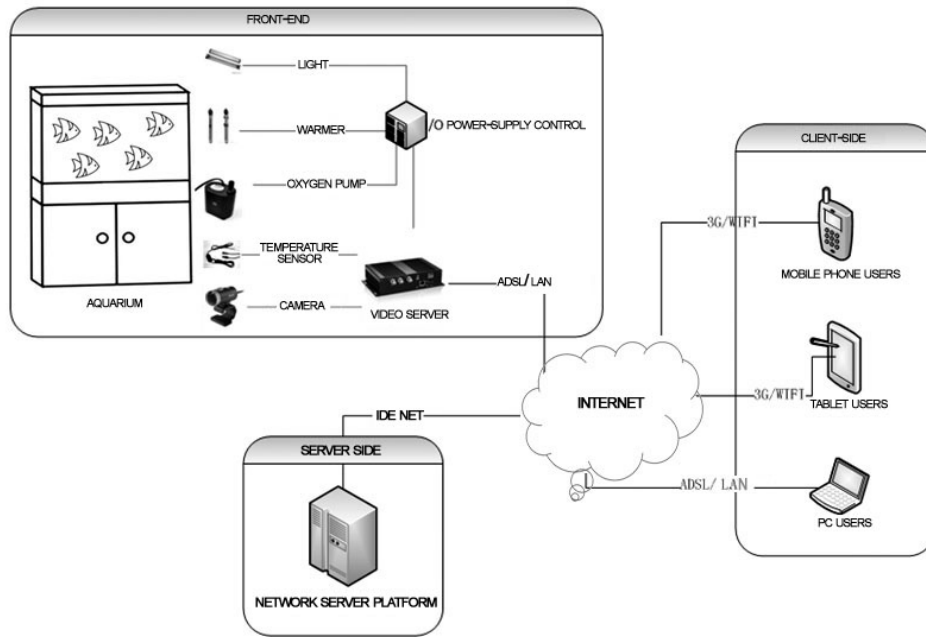 FRONT-END
LIGHT
WARMER
/O POWER-SUPPLY CONTROL
OXYGEN PUMP
TEMPERATURE
SENSOR
ADSL/LAN
CAMERA
VIDEO SERVER
AQUARIUM
CLIENT-SIDE
3G/WIFI
MOBILE PHONE USERS
INTERNET
3G/WIFI
TABLET USERS
IDE NET
SERVER SIDE
ADSL/ LAN
PC USERS
NETWORK SERVER PLATFORM